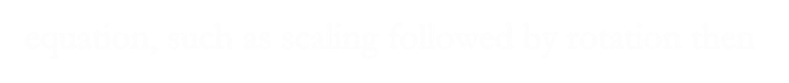 equation, such as scaling followed by rotation then